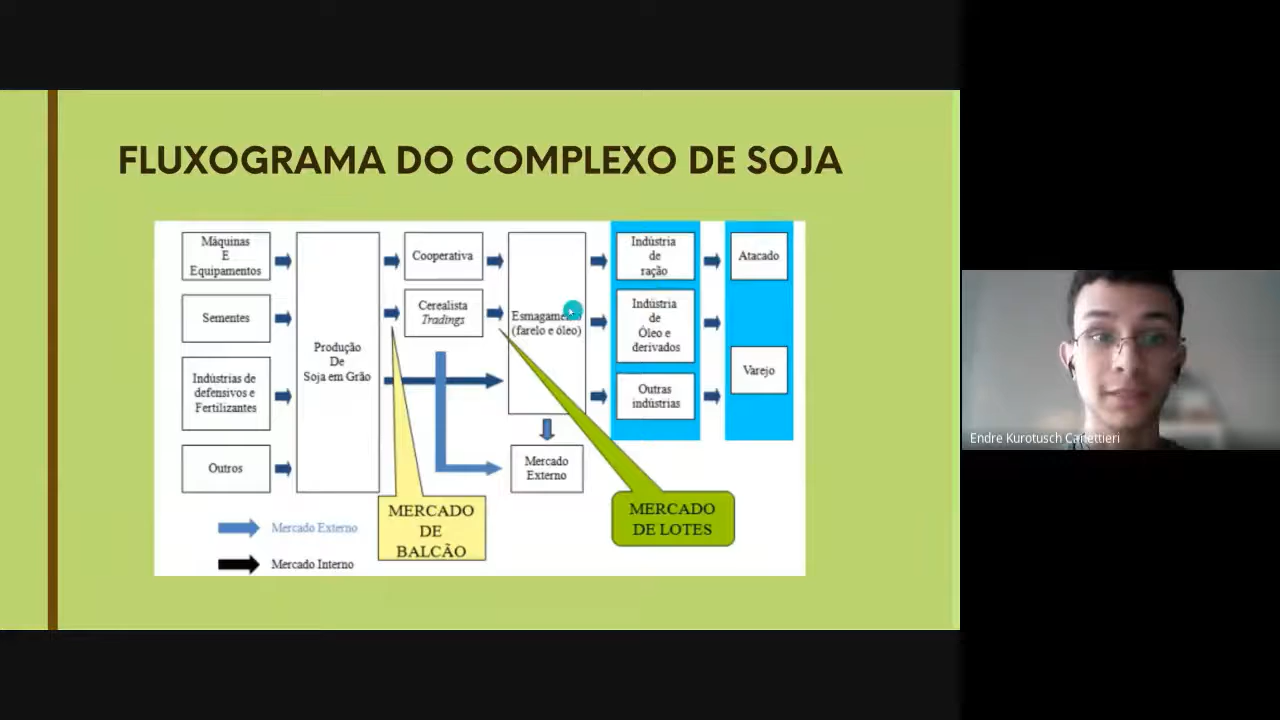 FLUXOGRAMA DO COMPLEXO DE SOJA
Máquinas
E
Equipamentos
Sementes
Indústrias de
defensivos e
Fertilizantes
Outros
Produção
De
Soja em Grão
Cooperativa
Cerealista
Tradings
(farelo e óleo)
Mercado
Externo
Indústria
de
ração
Indústria
de
Óleo e
derivados
Outras
indústrias
Atacado
Varejo
MERCADO
DE
BALCÃO
MERCADO
DE LOTES
Mercado Externo
Mercado Interno
Endre Kurotusch